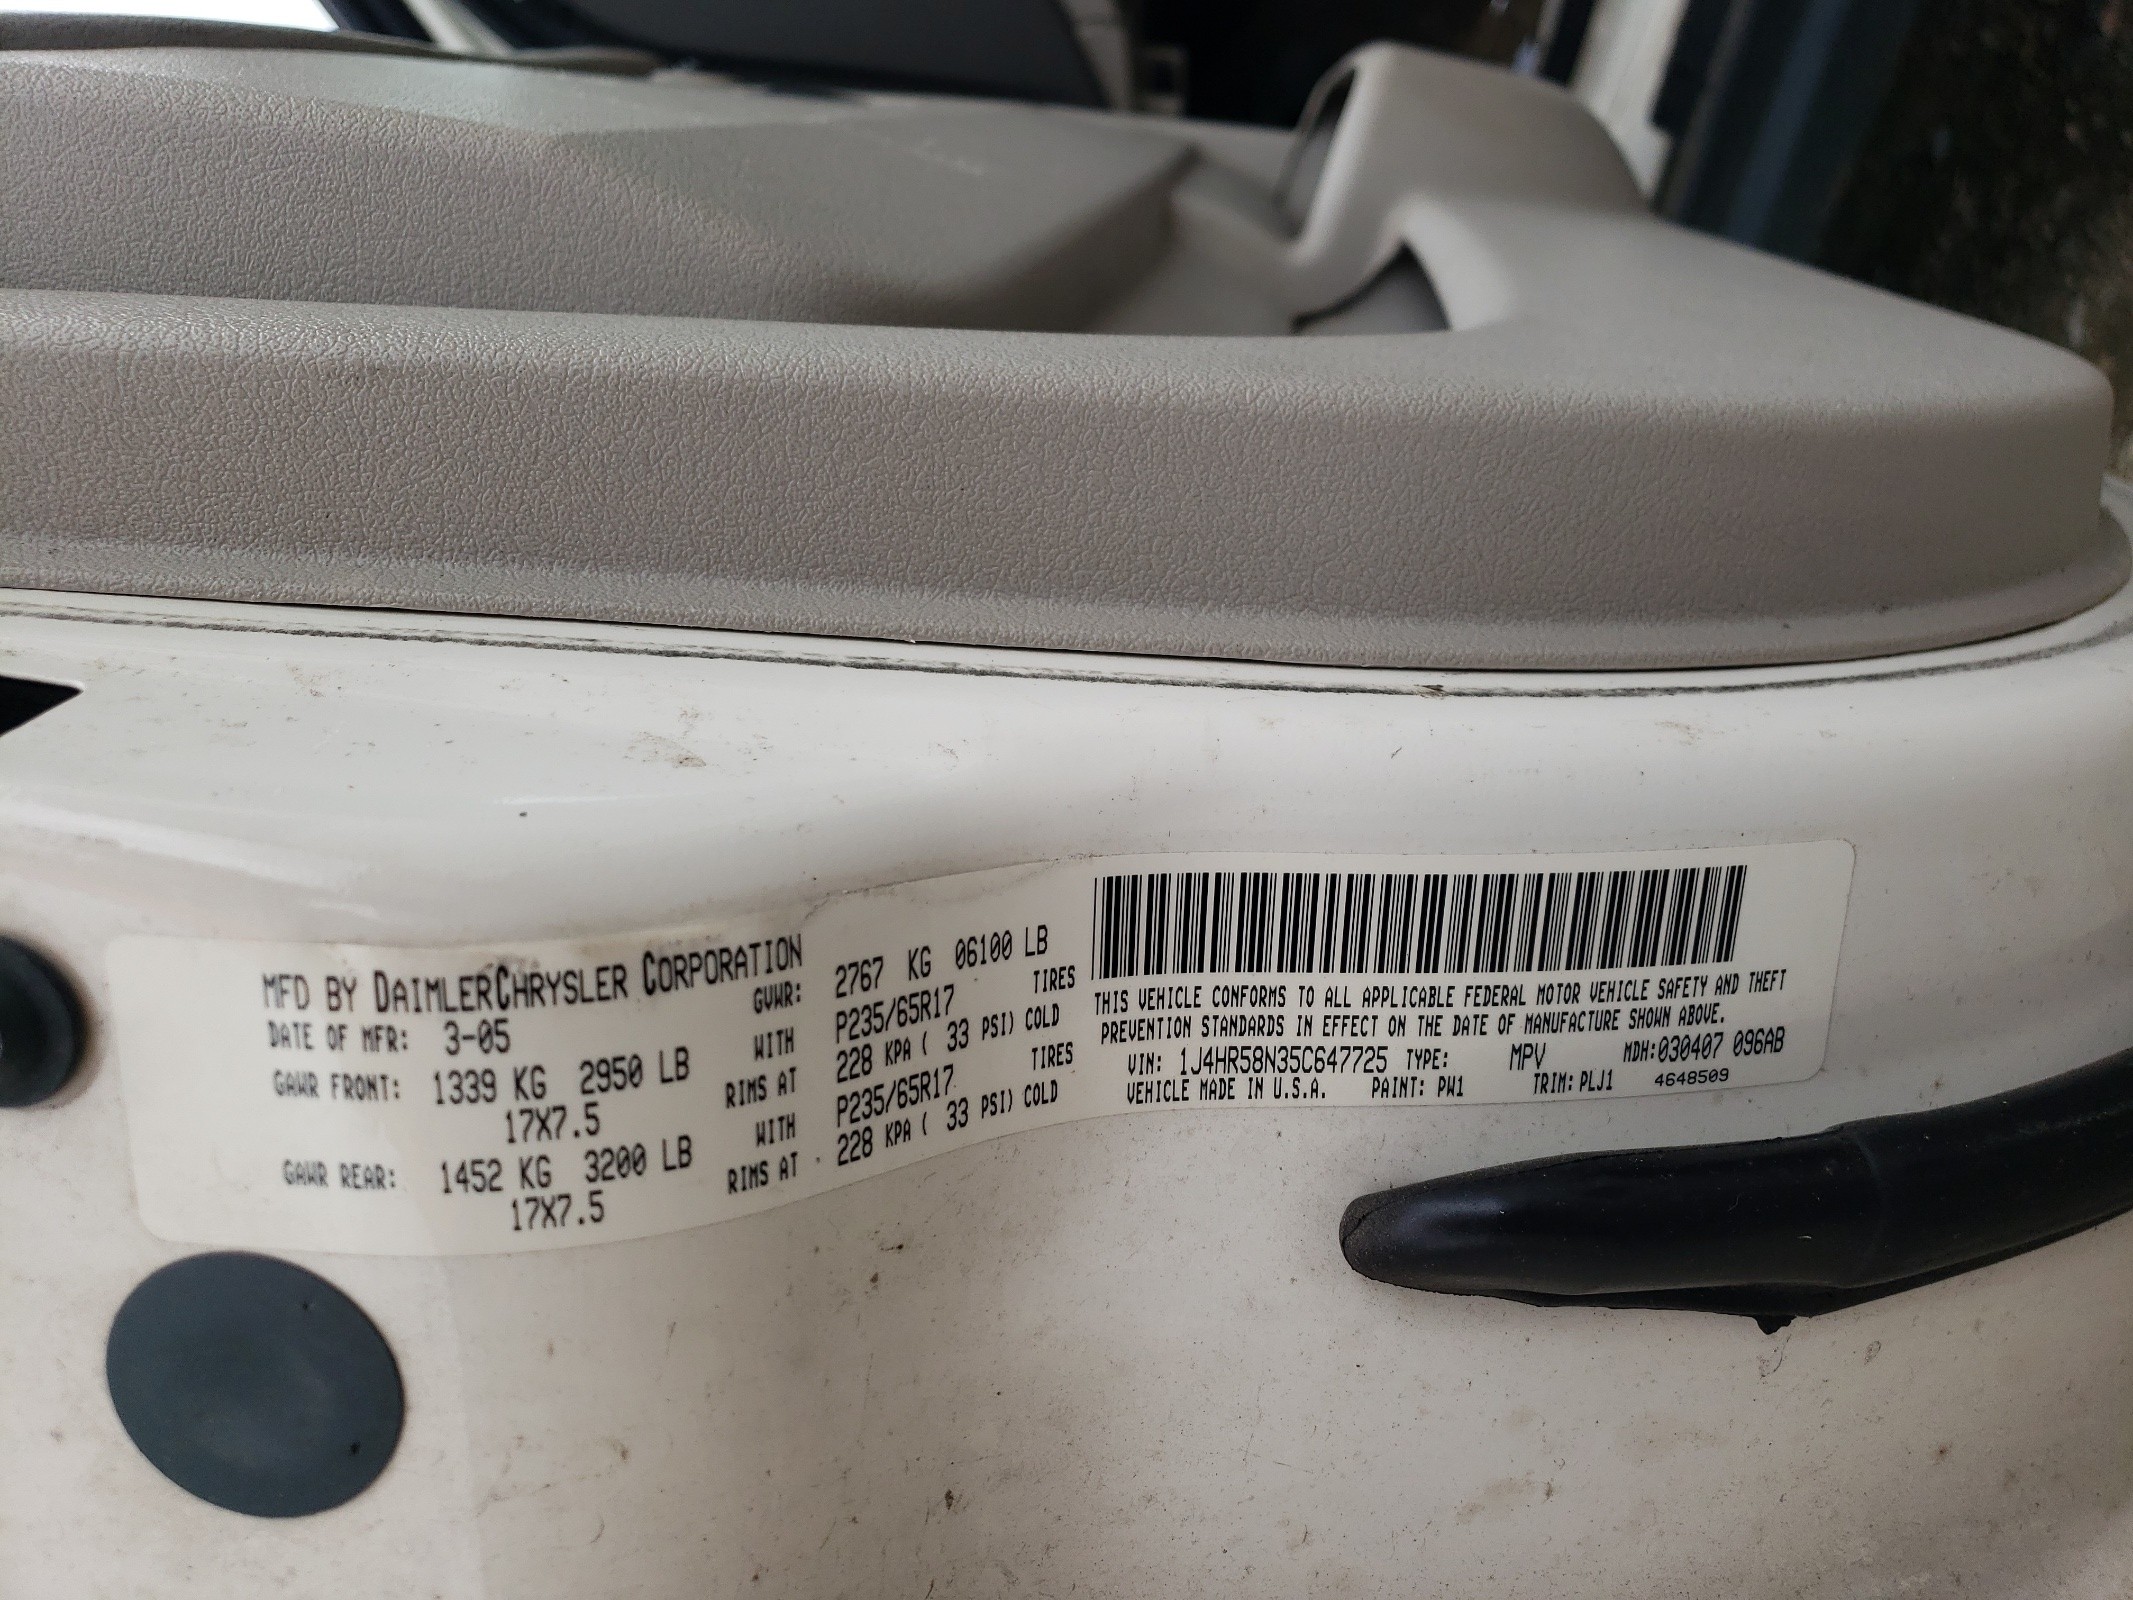 MFD BY DAIMLERCHRYSLER CORPORATION
DATE OF MFR: 3-05 GVWR: 2767 KG 06100 LB
GAWR FRONT: 1339 KG 2950 LB WITH P235/65R17 TIRES
17X7.5 RIMS AT 228 KPA ( 33 PSI) COLD
GAWR REAR: 1452 KG 3200 LB WITH P235/65R17 TIRES
17X7.5 RIMS AT 228 KPA ( 33 PSI) COLD
THIS VEHICLE CONFORMS TO ALL APPLICABLE FEDERAL MOTOR VEHICLE SAFETY AND THEFT
PREVENTION STANDARDS IN EFFECT ON THE DATE OF MANUFACTURE SHOWN ABOVE.
VIN: 1J4HR58N35C647725 TYPE: MPV MDH:030407 096AB
VEHICLE MADE IN U.S.A. PAINT: PW1 TRIM: PLJ1 4648509